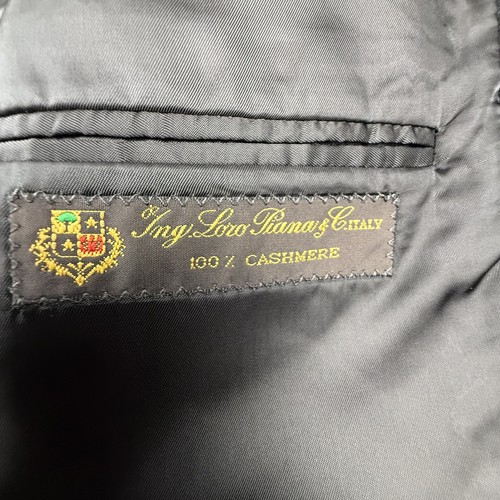 Ing. Loro Piana & C. ITALY
100 % CASHMERE